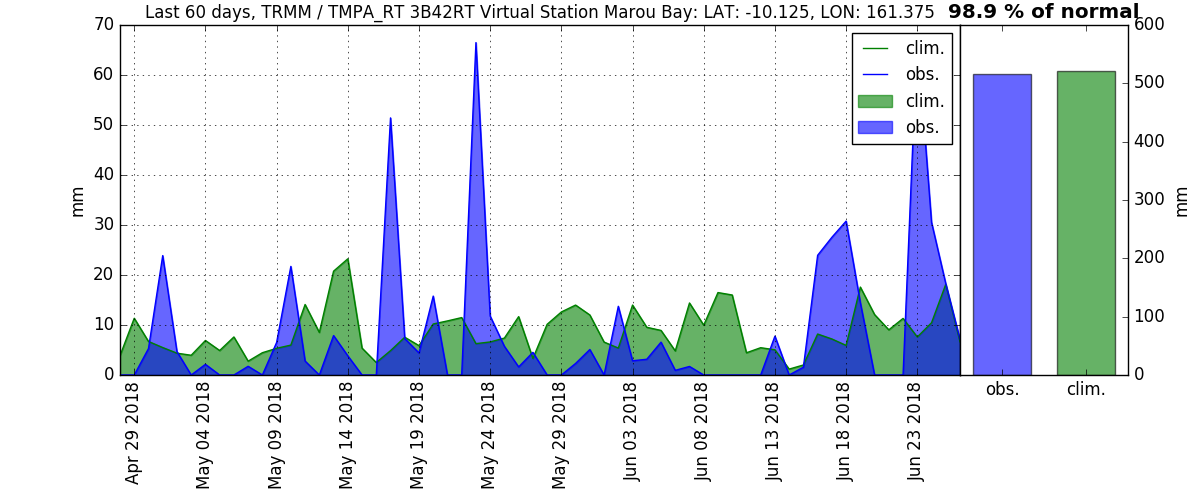 Last 60 days, TRMM / TMPA_RT 3B42RT Virtual Station Marou Bay: LAT: -10.125, LON: 161.375 98.9 % of normal
70
60
50
40
30
20
10
0
mm
clim.
obs.
clim.
obs.
Apr 29 2018
May 04 2018
May 09 2018
May 14 2018
May 19 2018
May 24 2018
May 29 2018
Jun 03 2018
Jun 08 2018
Jun 13 2018
Jun 18 2018
Jun 23 2018
600
500
400
300
200
100
0
mm
obs. clim.